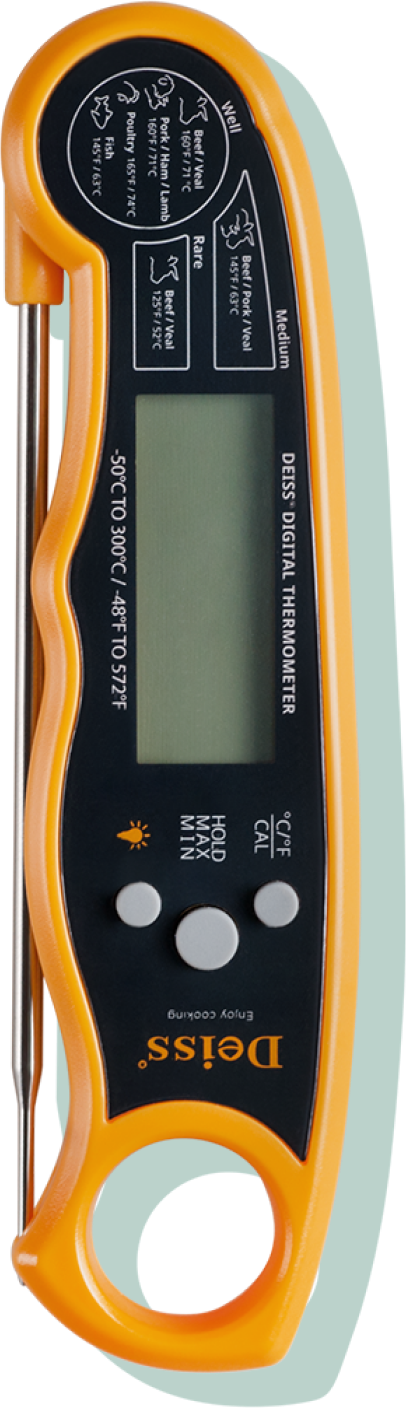 Well
Beef / Veal
160°F / 71 °C
Pork / Ham / Lamb
160°F / 71°C
Poultry 165°F / 74°C
Fish
145°F / 63°C
Medium
Beef / Pork / Veal
145°F / 63°C
Rare
Beef / Veal
125°F / 52°C
DEISS® DIGITAL THERMOMETER
-50°C TO 300°C / -48°F TO 572°F
°C/°F
CAL
HOLD
MAX
MIN
Enjoy cooking
Deiss®